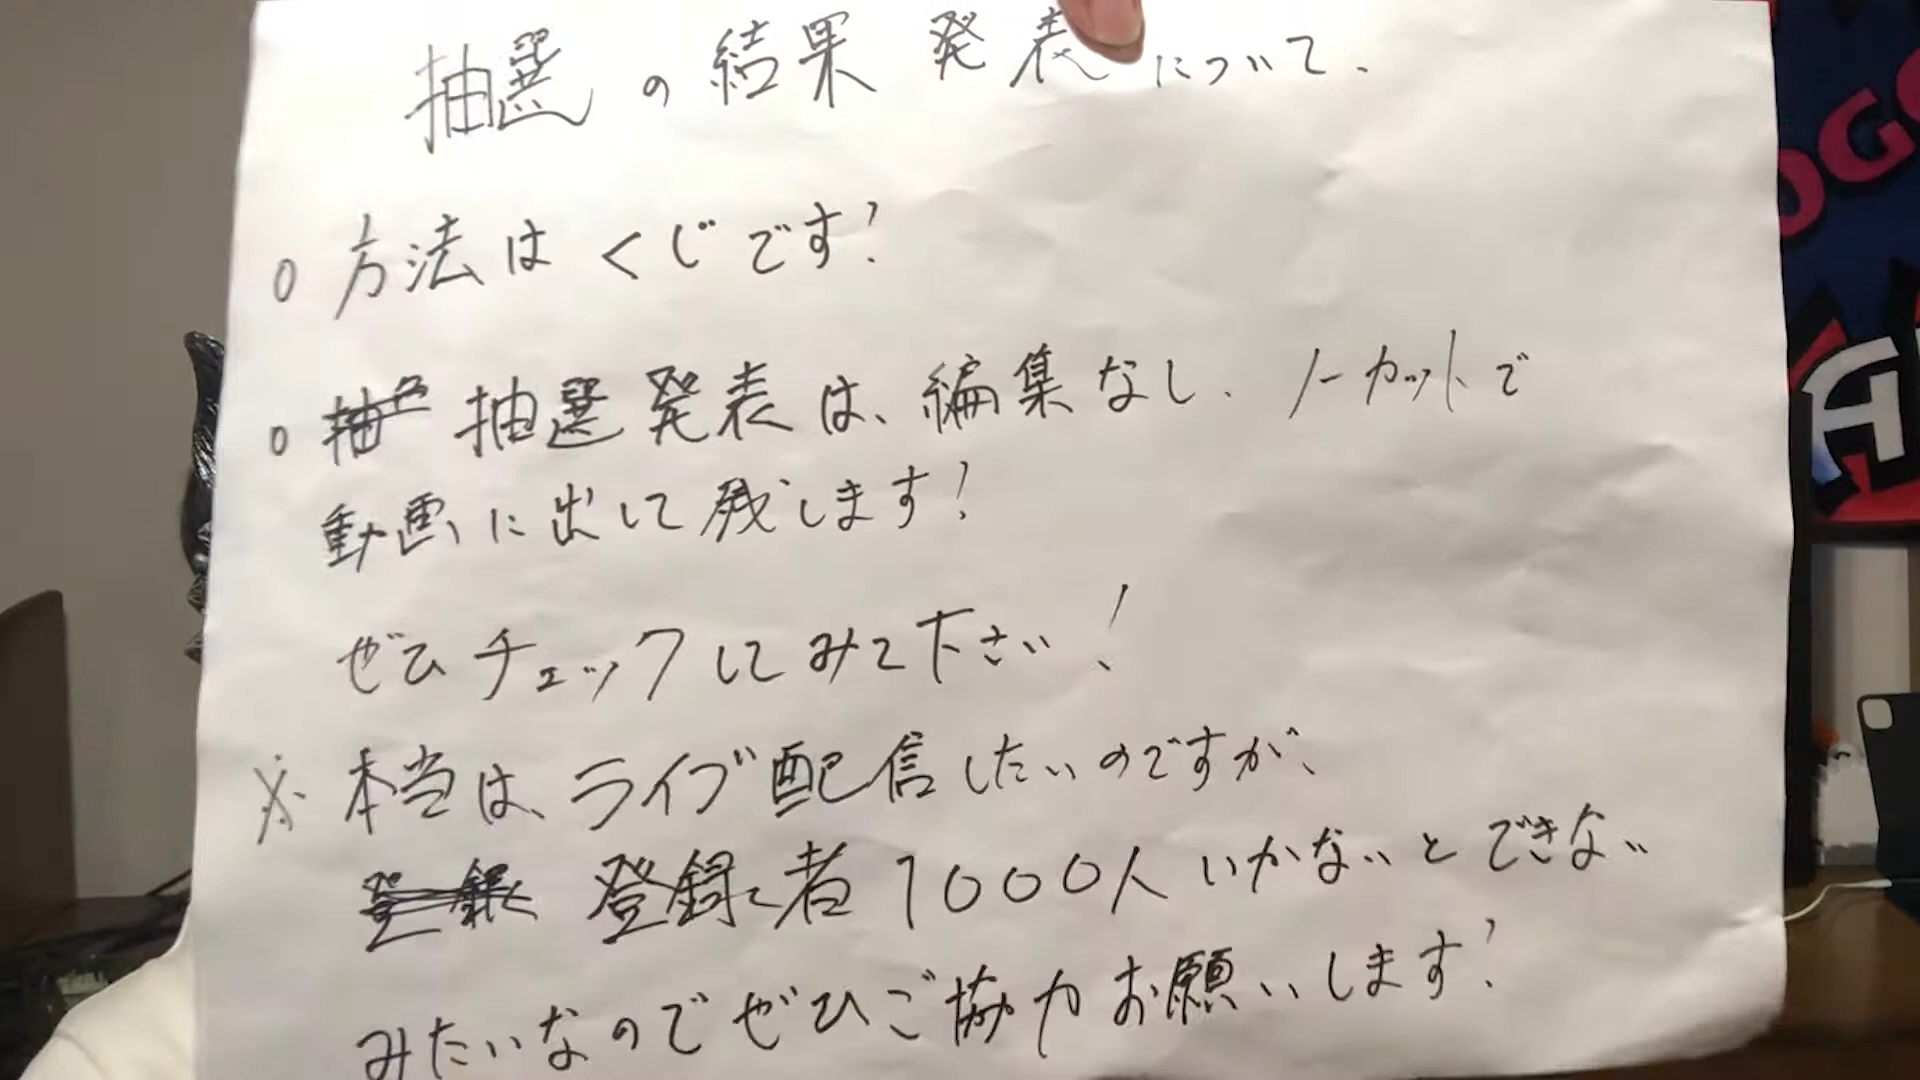 抽選の結果発表について.
○ 方法はくじです!
○ 抽選発表は、編集なし.ノーカットで
動画に出して残します!
ぜひチェックしてみて下さい!
※ 本当は、ライブ配信したいのですが、
登録者1000人いかないとできない
みたいなのでぜひご協力お願いします!
OGO
A